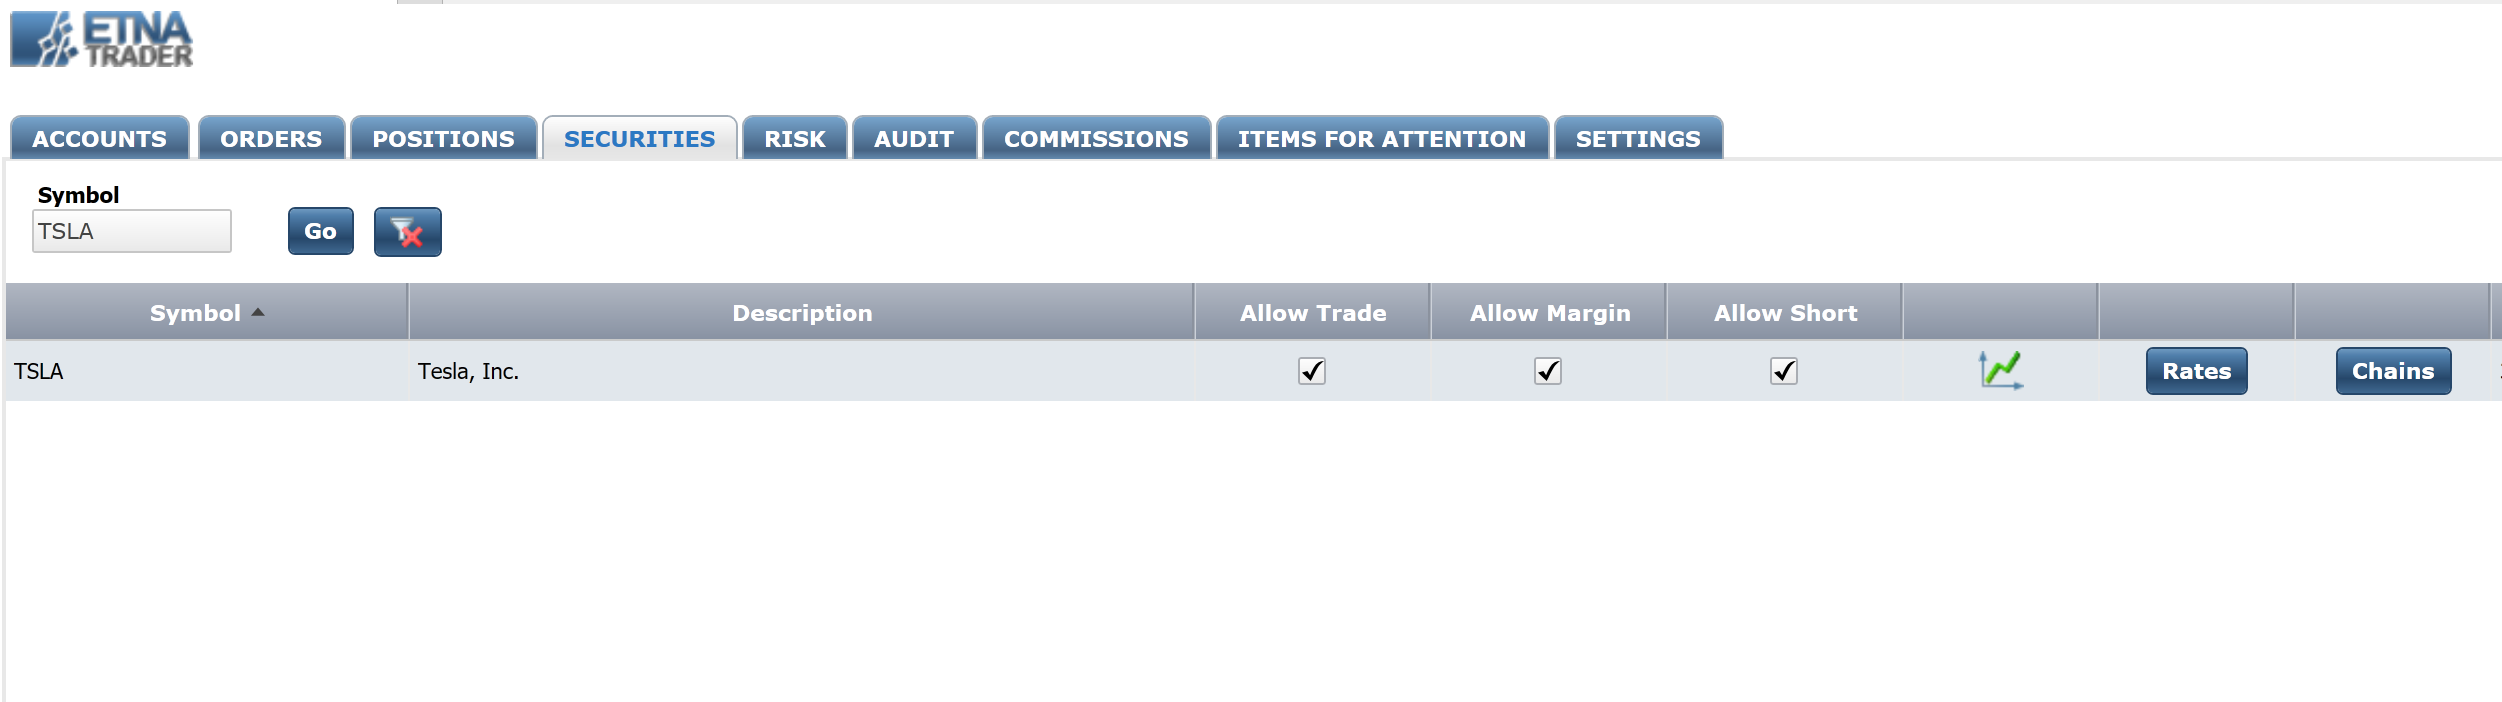 ETNA
TRADER
ACCOUNTS ORDERS POSITIONS SECURITIES RISK AUDIT COMMISSIONS ITEMS FOR ATTENTION SETTINGS
Symbol
TSLA Go
Symbol Description Allow Trade Allow Margin Allow Short
TSLA Tesla, Inc. Rates Chains